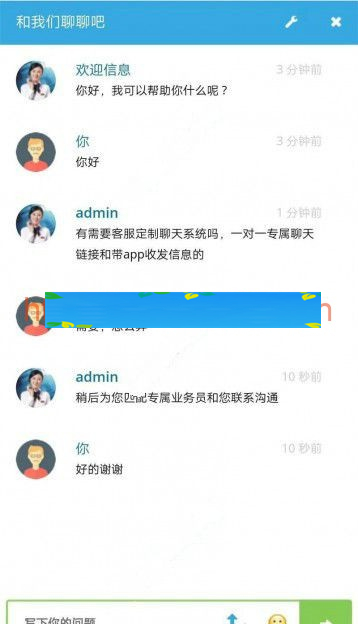 和我们聊聊吧
欢迎信息 3 分钟前
你好，我可以帮助你什么呢？
你 3 分钟前
你好
admin 1 分钟前
有需要客服定制聊天系统吗，一对一专属聊天
链接和带app收发信息的
admin 10 秒前
稍后为您匹配专属业务员和您联系沟通
你 10 秒前
好的谢谢
写下你的问题